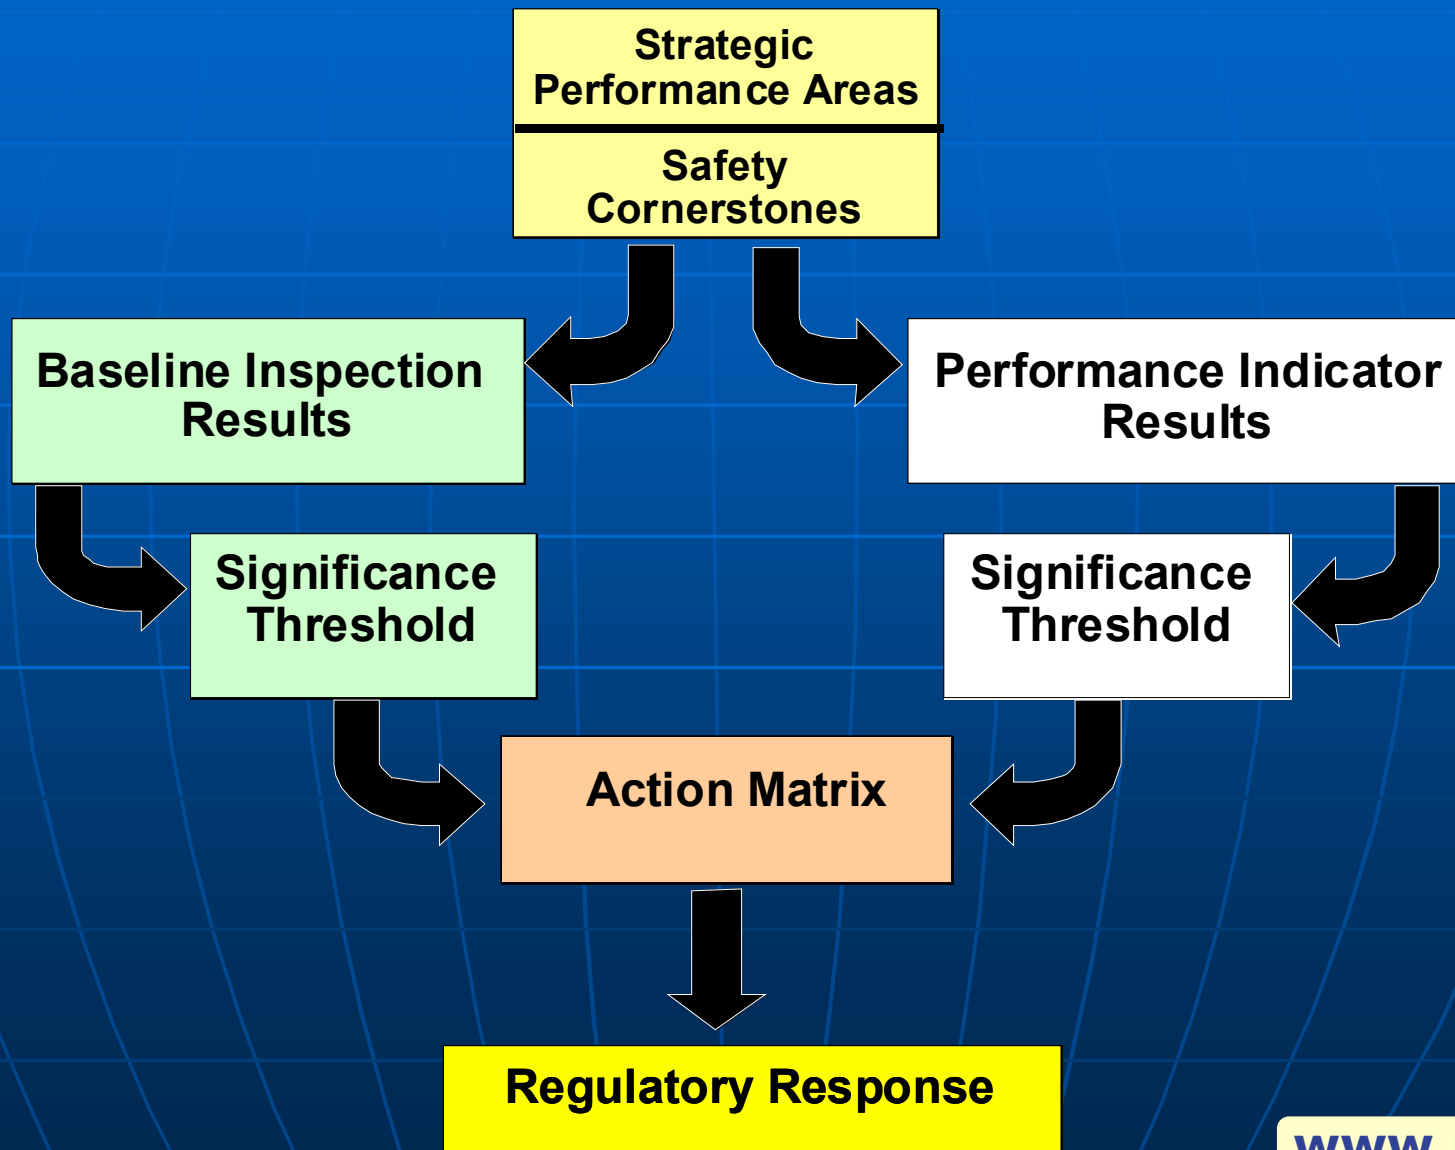 Strategic
Performance Areas
Safety
Cornerstones
Baseline Inspection
Results
Performance Indicator
Results
Significance
Threshold
Significance
Threshold
Action Matrix
Regulatory Response
www